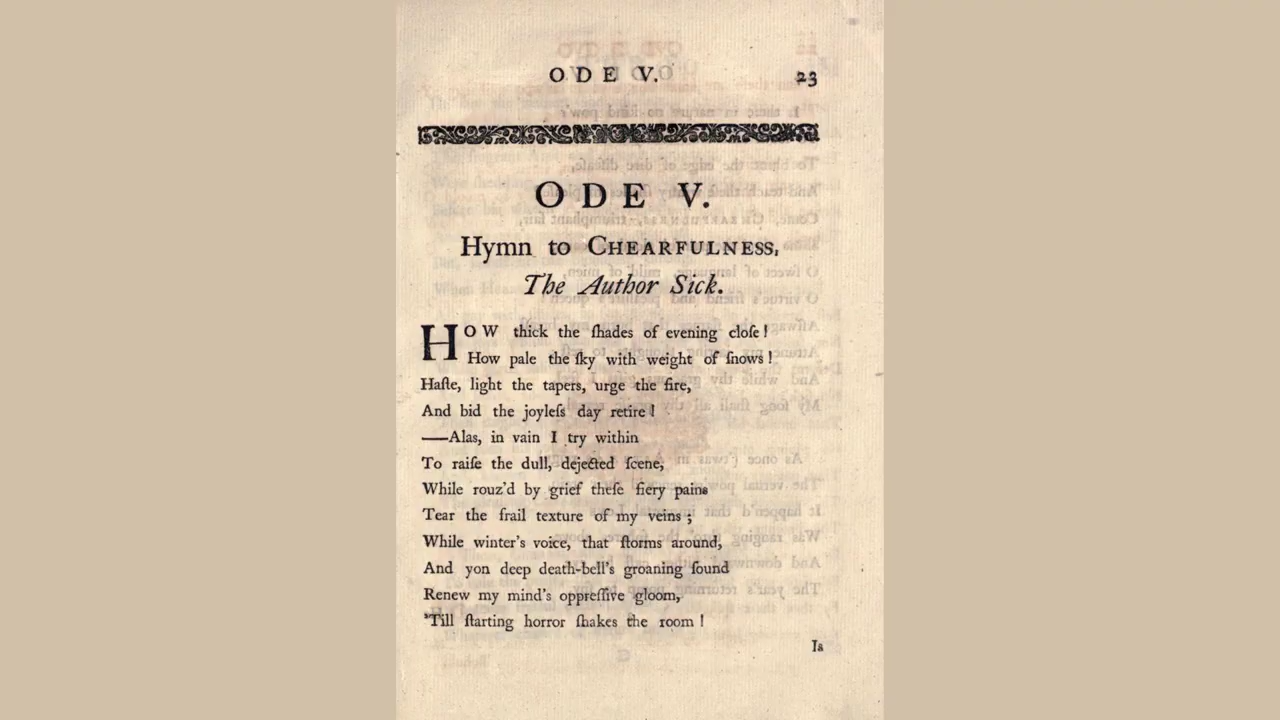 ODE V. 23
ODE V.
Hymn to CHEARFULNESS,
The Author Sick.
HOW thick the ſhades of evening cloſe!
How pale the ſky with weight of ſnows!
Haſte, light the tapers, urge the fire,
And bid the joyleſs day retire!
——Alas, in vain I try within
To raiſe the dull, dejected ſcene,
While rouz'd by grief theſe fiery pains
Tear the frail texture of my veins;
While winter's voice, that ſtorms around,
And yon deep death-bell's groaning ſound
Renew my mind's oppreſſive gloom,
'Till ſtarting horror ſhakes the room!
Is